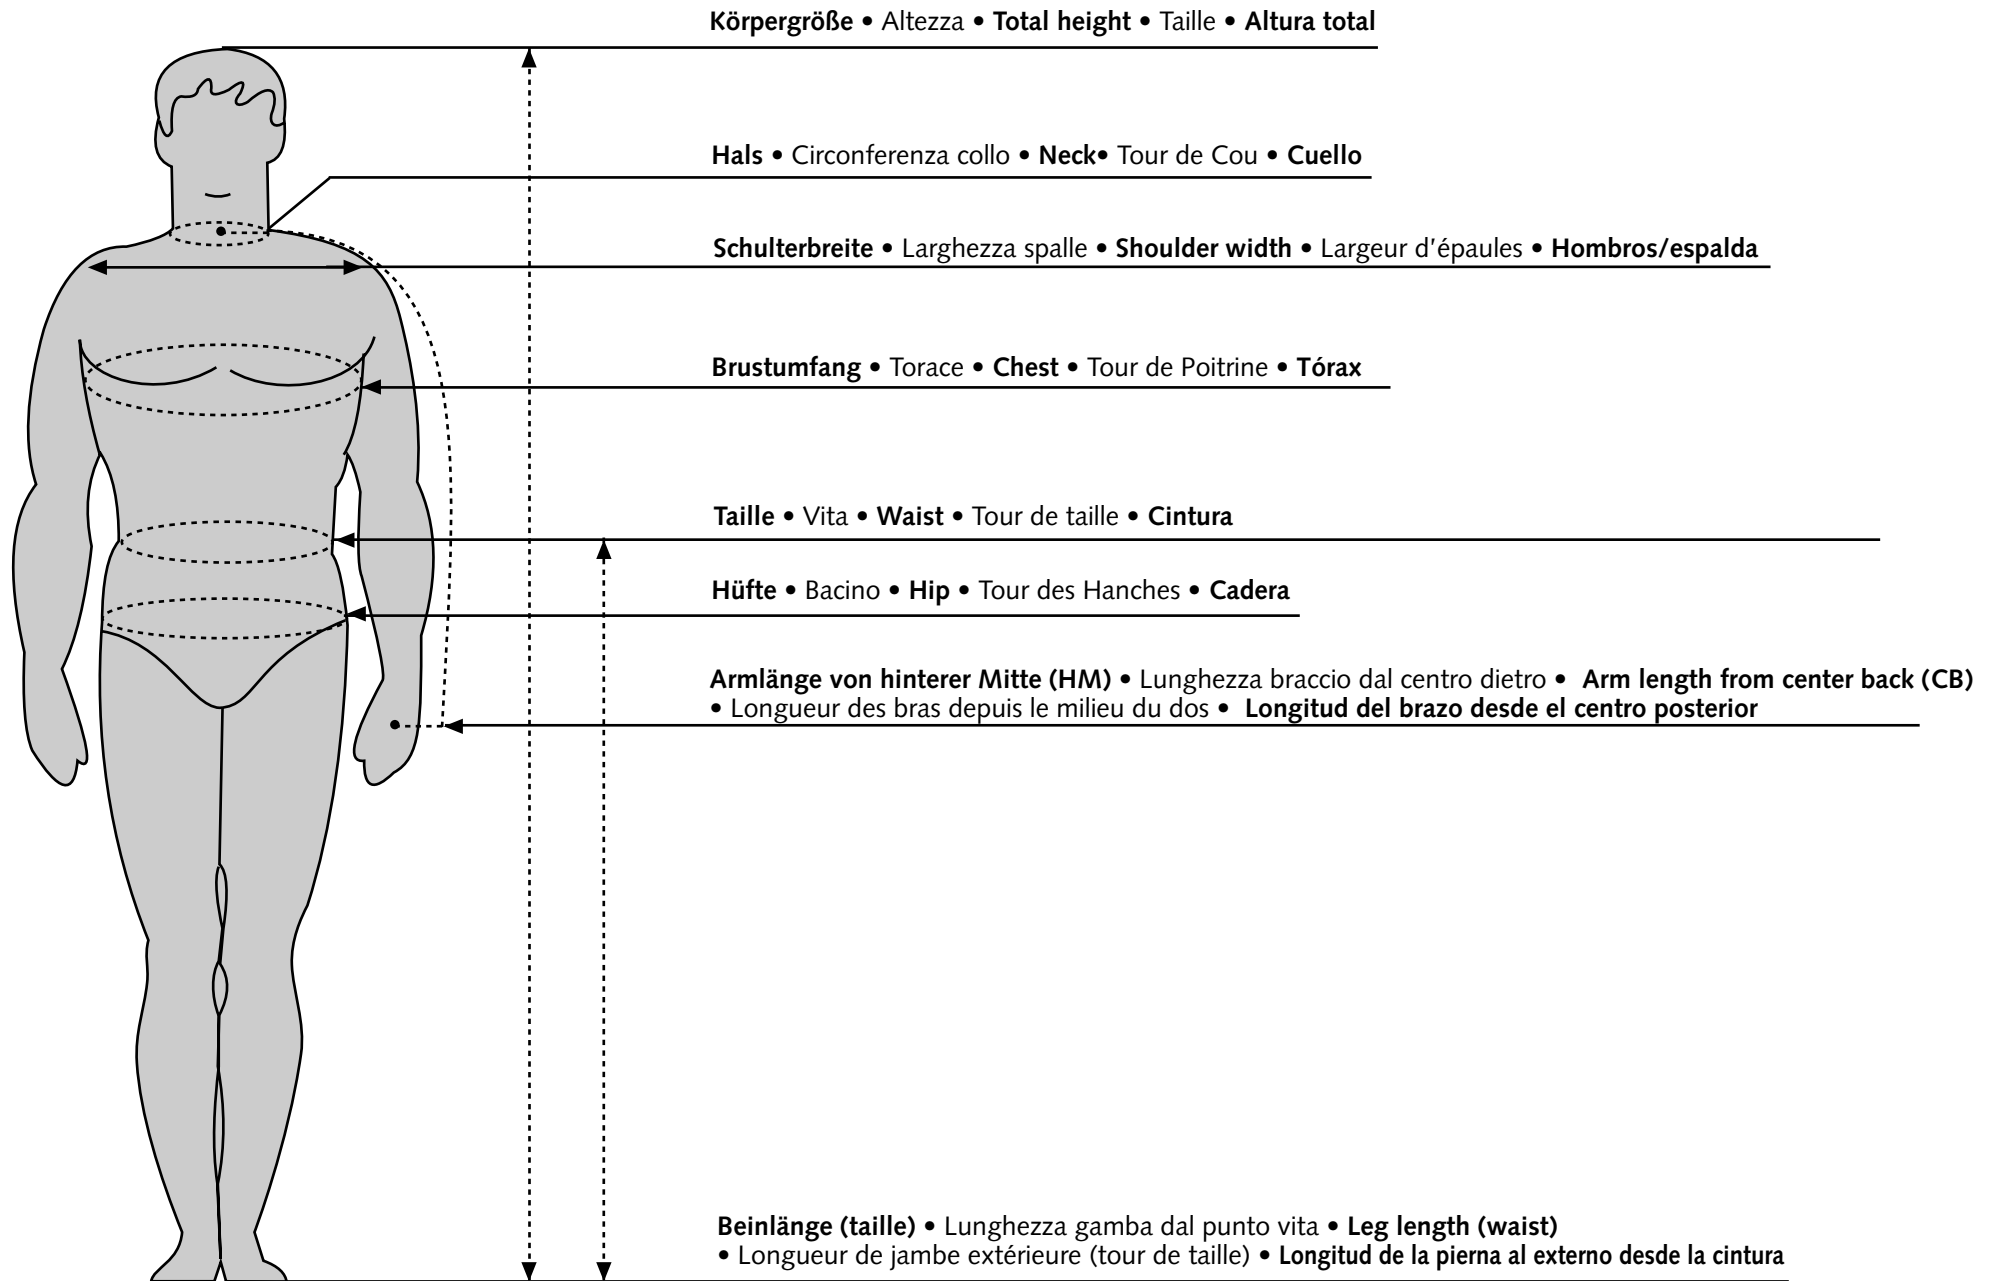 Körpergröße • Altezza • Total height • Taille • Altura total
Hals • Circonferenza collo • Neck• Tour de Cou • Cuello
Schulterbreite • Larghezza spalle • Shoulder width • Largeur d'épaules • Hombros/espalda
Brustumfang • Torace • Chest • Tour de Poitrine • Tórax
Taille • Vita • Waist • Tour de taille • Cintura
Hüfte • Bacino • Hip • Tour des Hanches • Cadera
Armlänge von hinterer Mitte (HM) • Lunghezza braccio dal centro dietro • Arm length from center back (CB)
• Longueur des bras depuis le milieu du dos • Longitud del brazo desde el centro posterior
Beinlänge (taille) • Lunghezza gamba dal punto vita • Leg length (waist)
• Longueur de jambe extérieure (tour de taille) • Longitud de la pierna al externo desde la cintura